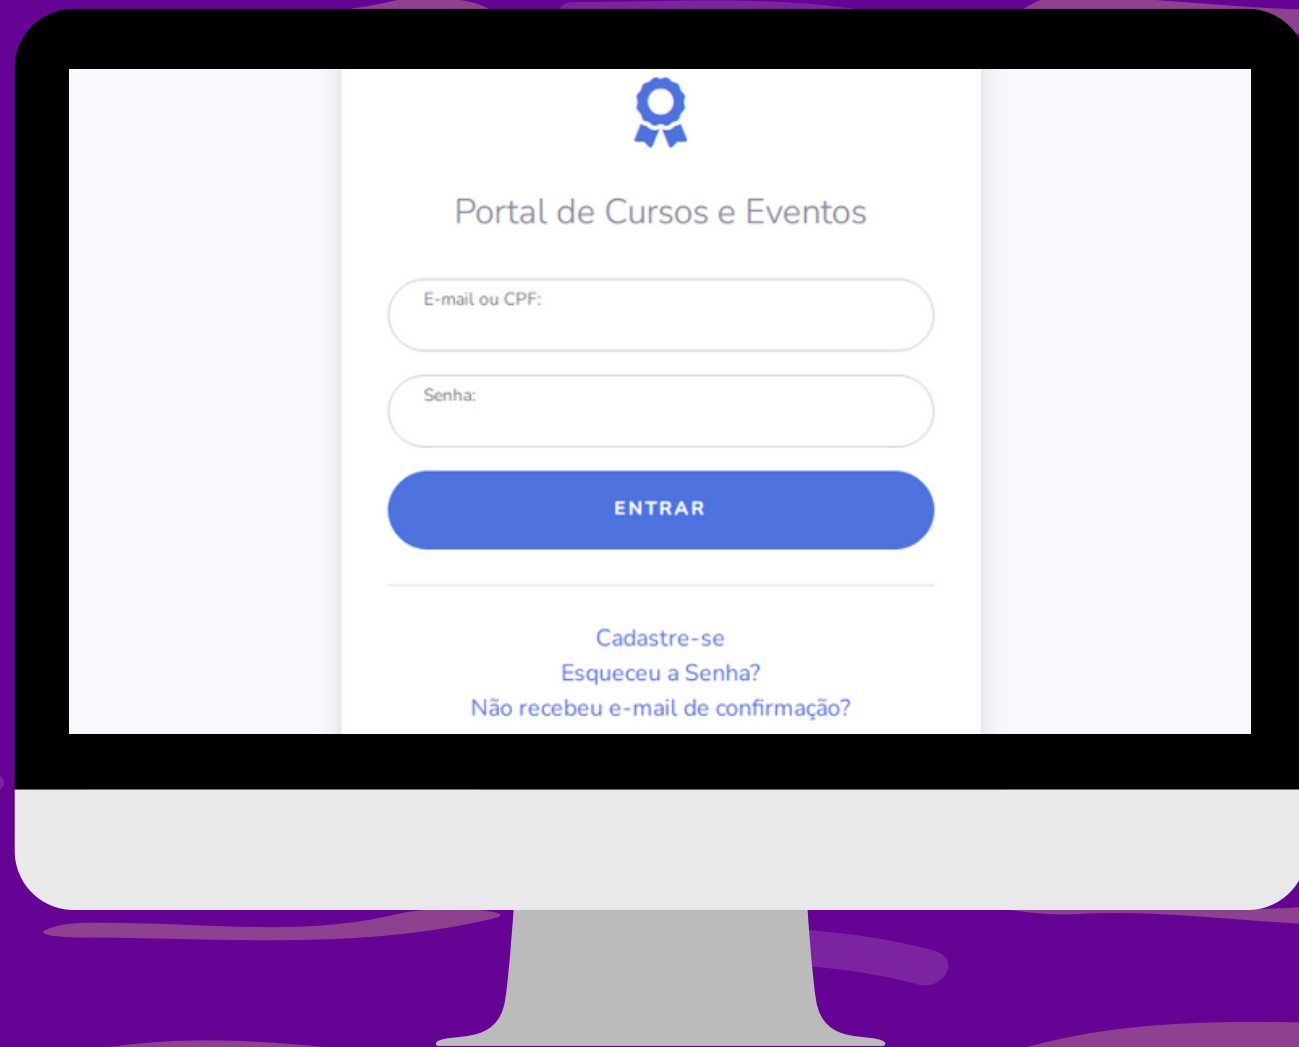 Portal de Cursos e Eventos
E-mail ou CPF:
Senha:
ENTRAR
Cadastre-se
Esqueceu a Senha?
Não recebeu e-mail de confirmação?